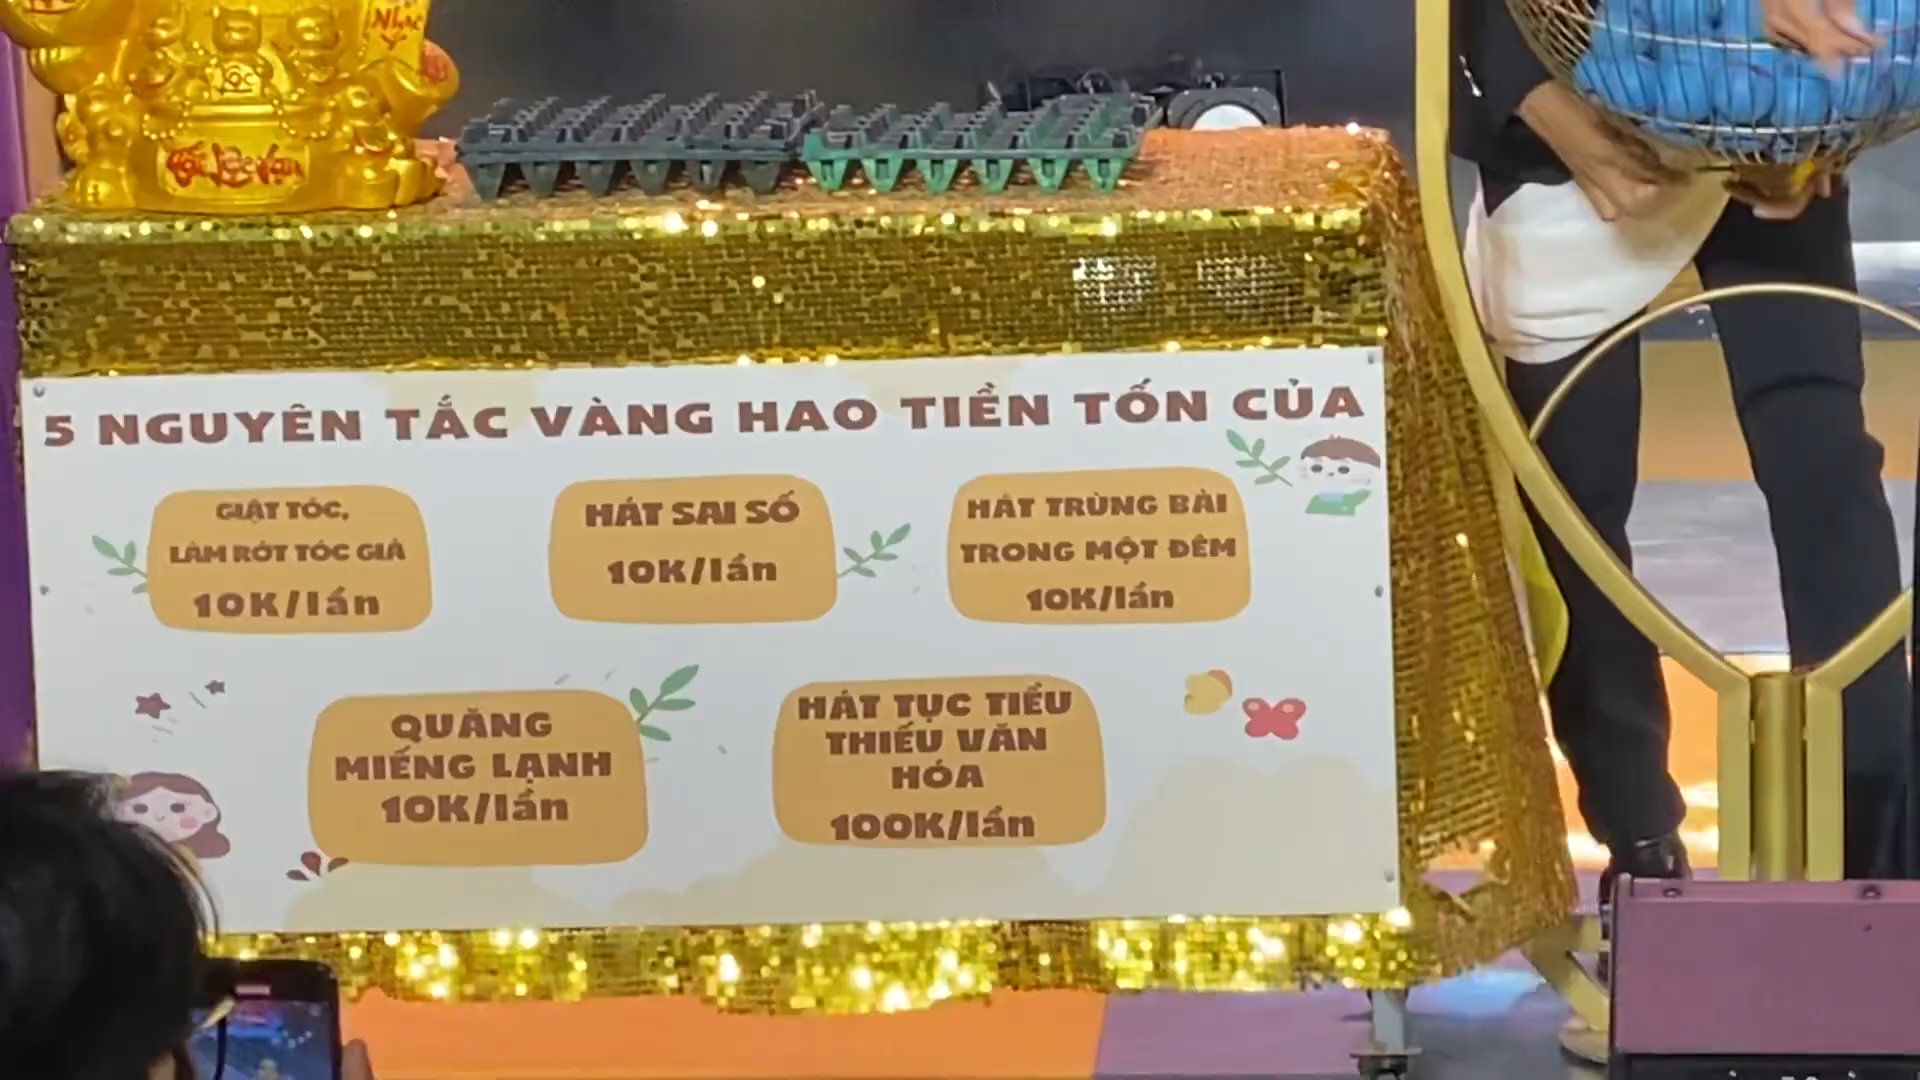 Lộc
5 NGUYÊN TẮC VÀNG HAO TIỀN TỐN CỦA
GIẬT TÓC,
LÀM RỚT TÓC GIẢ
10K/lần
HÁT SAI SỐ
10K/lần
HÁT TRÙNG BÀI
TRONG MỘT ĐÊM
10K/lần
QUĂNG
MIẾNG LẠNH
10K/lần
HÁT TỤC TIỂU
THIẾU VĂN
HÓA
100K/lần